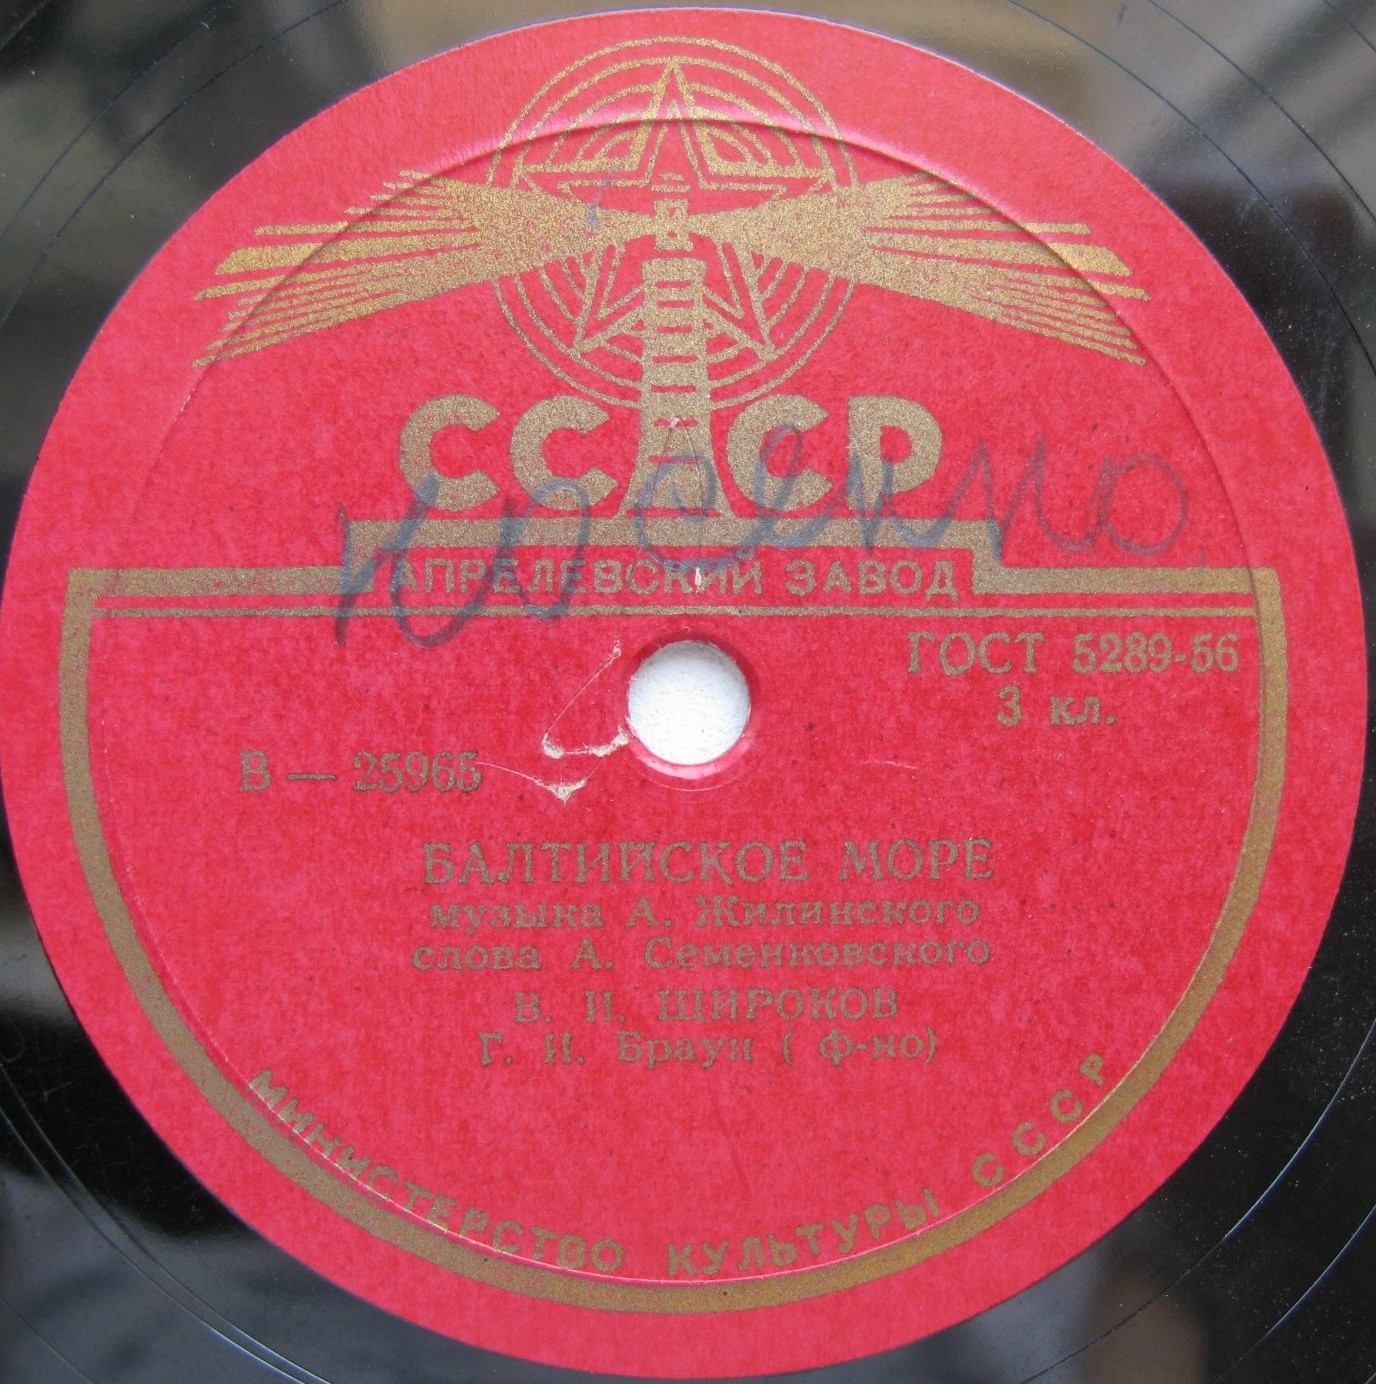 СССР
АПРЕЛЕВСКИЙ ЗАВОД
ГОСТ 5289-56
3 кл.
В — 25965
БАЛТИЙСКОЕ МОРЕ
музыка А. Жилинского
слова А. Семенковского
В. И. ШИРОКОВ
Г. И. Браун ( ф-но)
МИНИСТЕРСТВО КУЛЬТУРЫ СССР